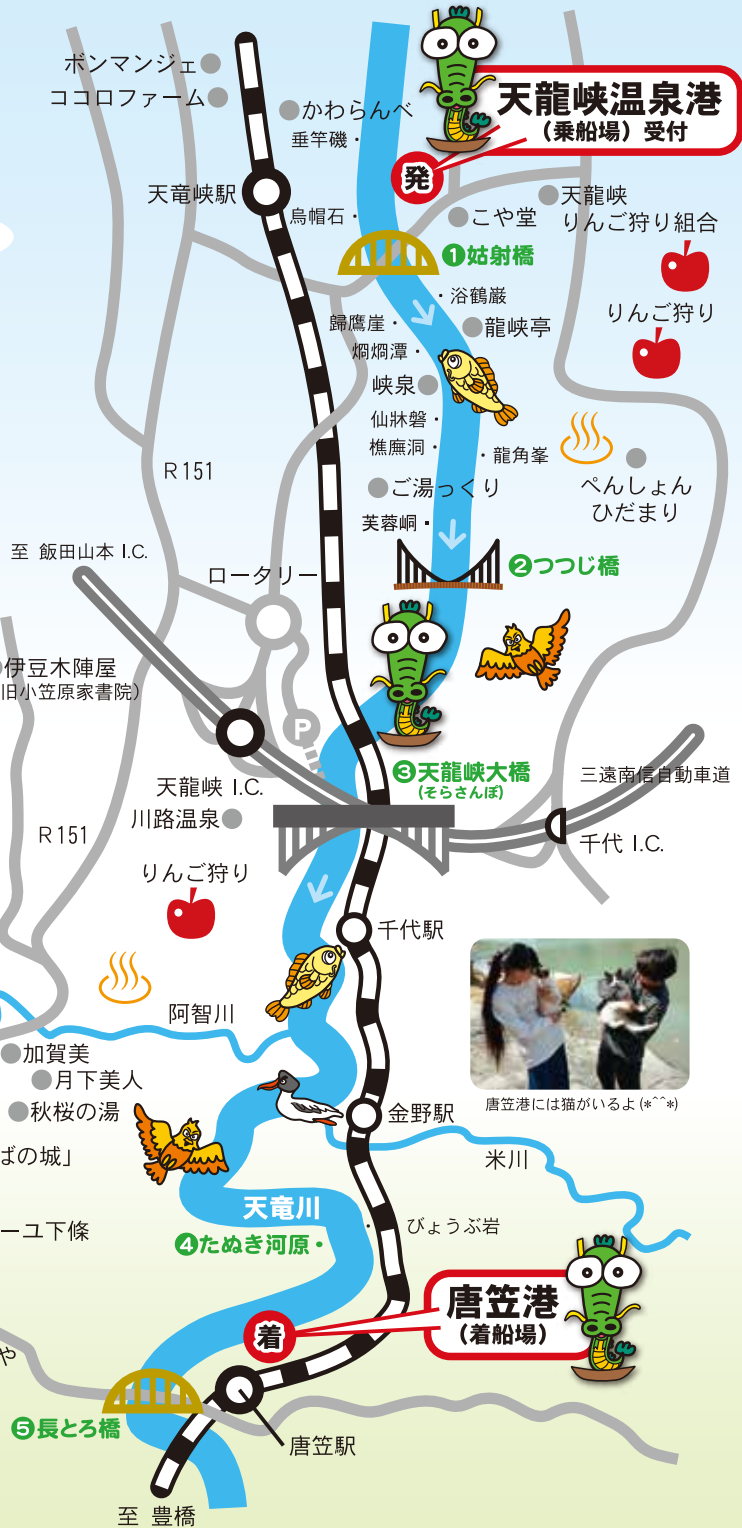 ボンマンジェ
ココロファーム
かわらんべ
垂竿磯・
天龍峡温泉港
(乗船場) 受付
発
天竜峡駅
烏帽石・
こや堂
天龍峡
りんご狩り組合
❶姑射橋
・浴鶴巖
りんご狩り
歸鷹崖・
龍峡亭
烱烱潭・
峡泉
仙牀磐・
樵廡洞・
・龍角峯
R151
ご湯っくり
ぺんしょん
ひだまり
芙蓉峒・
至 飯田山本 I.C.
ロータリー
❷つつじ橋
伊豆木陣屋
旧小笠原家書院)
P
天龍峡 I.C.
❸天龍峡大橋
(そらさんぽ)
三遠南信自動車道
川路温泉
R151
千代 I.C.
りんご狩り
千代駅
阿智川
加賀美
月下美人
秋桜の湯
唐笠港には猫がいるよ(*^^*)
金野駅
ばの城」
米川
天竜川
ーユ下條
❹たぬき河原・
・びょうぶ岩
唐笠港
(着船場)
着
や
❺長とろ橋
唐笠駅
至 豊橋